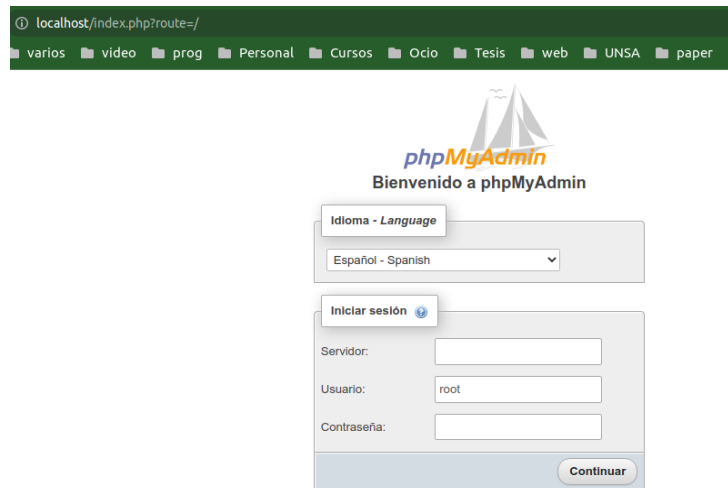 localhost/index.php?route=/
varios video prog Personal Cursos Ocio Tesis web UNSA paper
phpMyAdmin
Bienvenido a phpMyAdmin
Idioma - Language
Español - Spanish
Iniciar sesión
Servidor:
Usuario: root
Contraseña:
Continuar